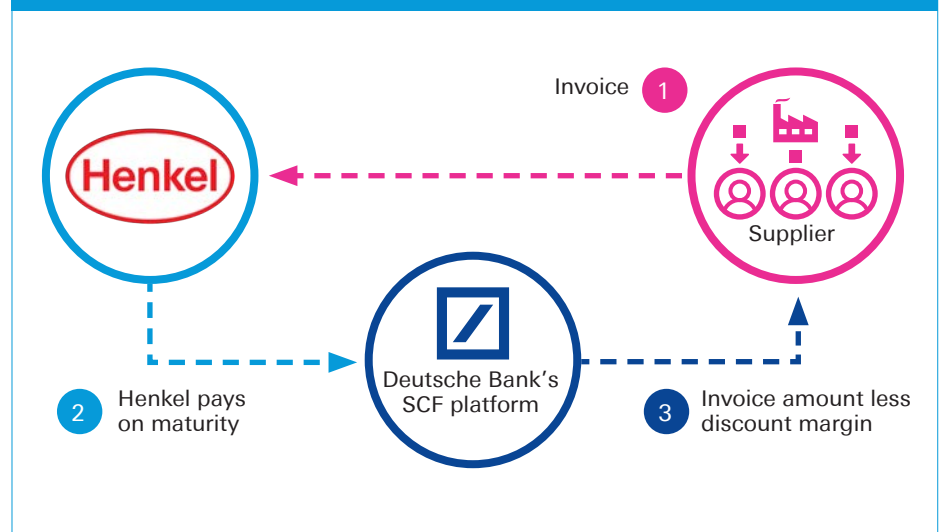 Invoice 1
Henkel
Supplier
Deutsche Bank's
SCF platform
2 Henkel pays
on maturity
3 Invoice amount less
discount margin